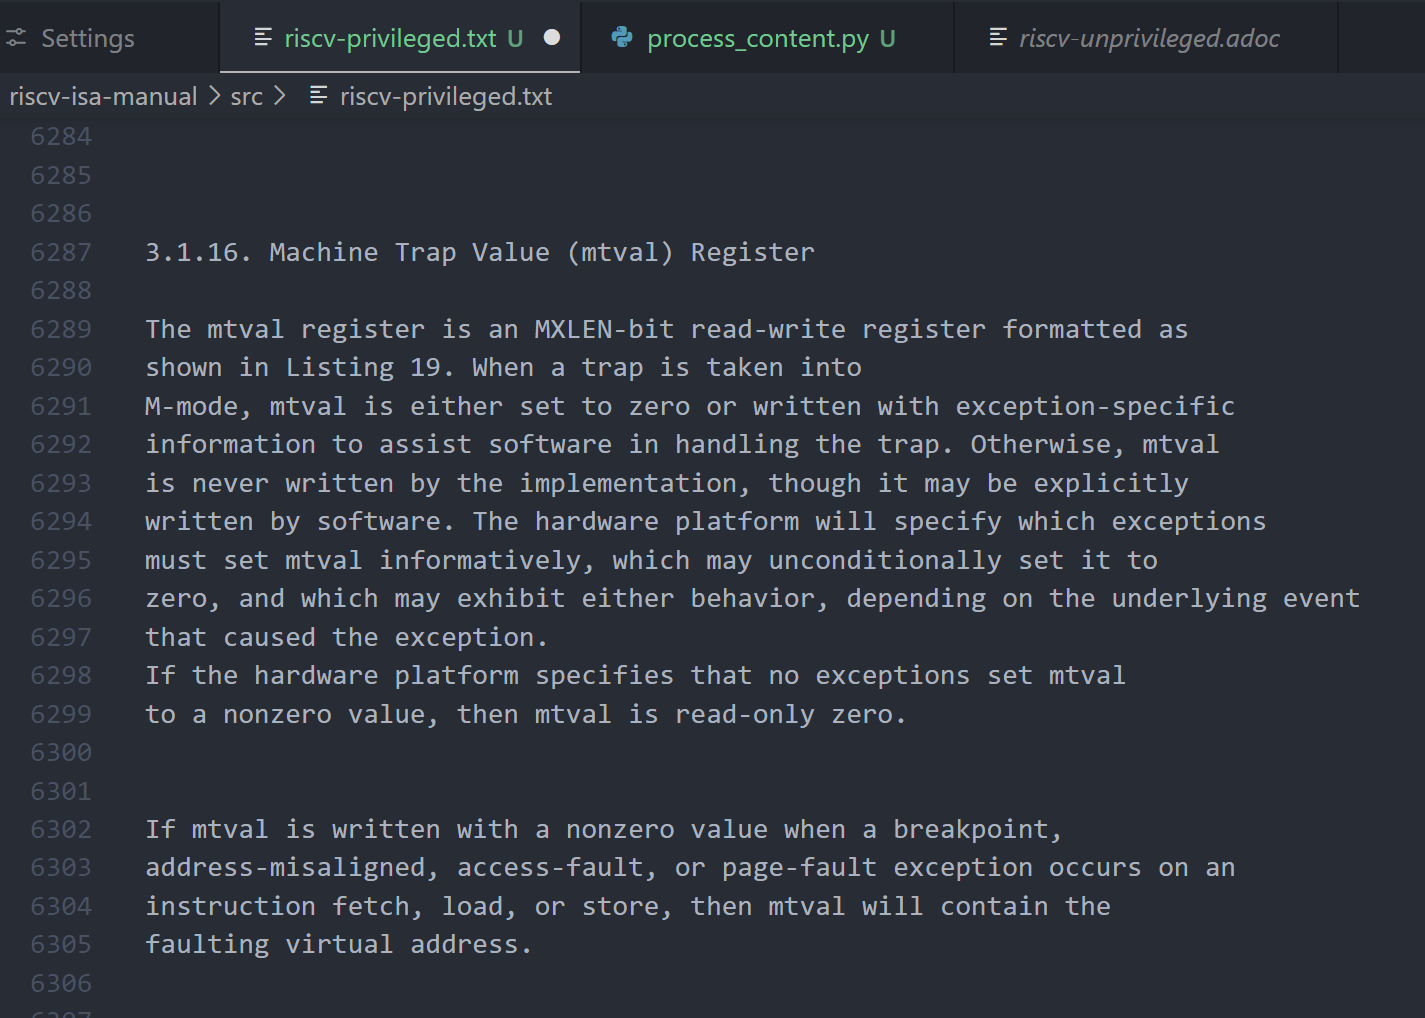 Settings
riscv-privileged.txt U
process_content.py U
riscv-unprivileged.adoc
riscv-isa-manual > src > riscv-privileged.txt
6284
6285
6286
6287 3.1.16. Machine Trap Value (mtval) Register
6288
6289 The mtval register is an MXLEN-bit read-write register formatted as
6290 shown in Listing 19. When a trap is taken into
6291 M-mode, mtval is either set to zero or written with exception-specific
6292 information to assist software in handling the trap. Otherwise, mtval
6293 is never written by the implementation, though it may be explicitly
6294 written by software. The hardware platform will specify which exceptions
6295 must set mtval informatively, which may unconditionally set it to
6296 zero, and which may exhibit either behavior, depending on the underlying event
6297 that caused the exception.
6298 If the hardware platform specifies that no exceptions set mtval
6299 to a nonzero value, then mtval is read-only zero.
6300
6301
6302 If mtval is written with a nonzero value when a breakpoint,
6303 address-misaligned, access-fault, or page-fault exception occurs on an
6304 instruction fetch, load, or store, then mtval will contain the
6305 faulting virtual address.
6306